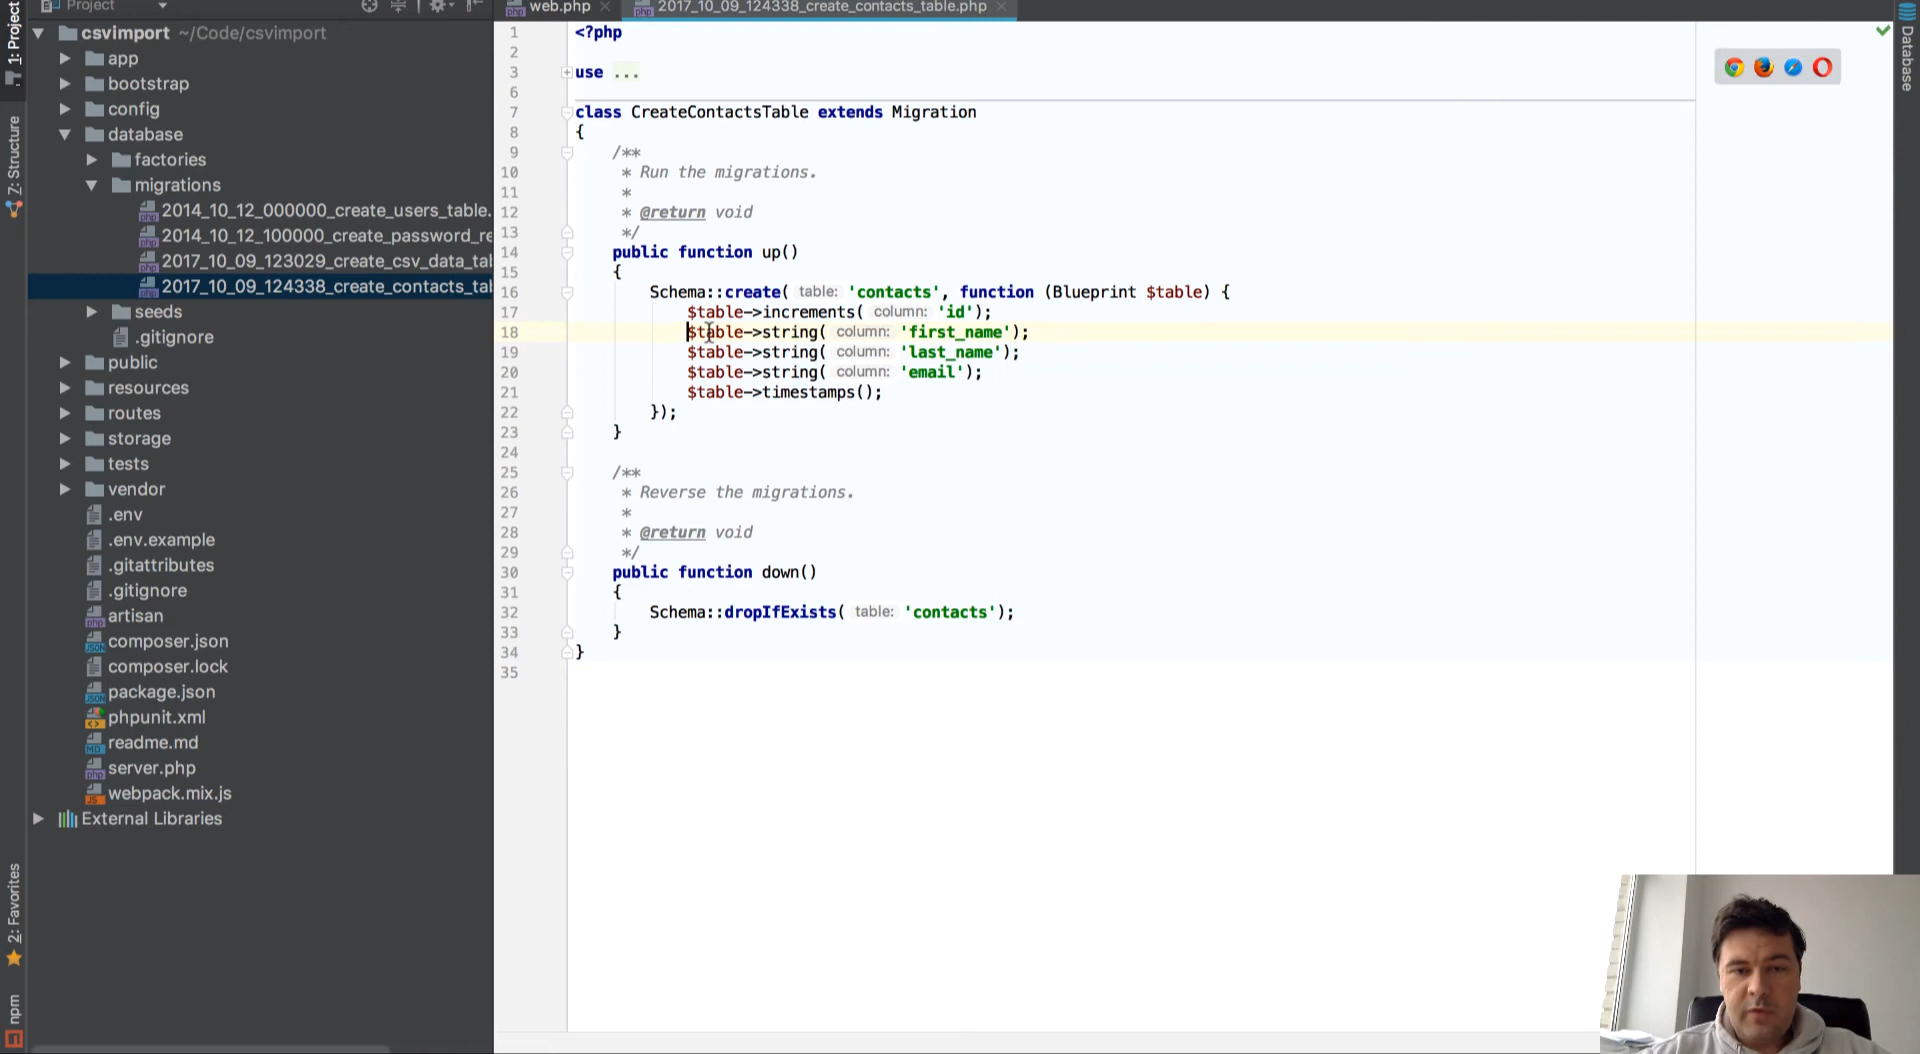 Project
web.php
2017_10_09_124338_create_contacts_table.php
1: Project
csvimport ~/Code/csvimport
app
bootstrap
config
database
factories
migrations
2014_10_12_000000_create_users_table.
2014_10_12_100000_create_password_re
2017_10_09_123029_create_csv_data_tab
2017_10_09_124338_create_contacts_tab
seeds
.gitignore
public
resources
routes
storage
tests
vendor
.env
.env.example
.gitattributes
.gitignore
artisan
composer.json
composer.lock
package.json
phpunit.xml
readme.md
server.php
webpack.mix.js
External Libraries
7: Structure
2: Favorites
npm
1 <?php
2
3 use ...
6
7 class CreateContactsTable extends Migration
8 {
9 /**
10 * Run the migrations.
11 *
12 * @return void
13 */
14 public function up()
15 {
16 Schema::create( table: 'contacts', function (Blueprint $table) {
17 $table->increments( column: 'id');
18 $table->string( column: 'first_name');
19 $table->string( column: 'last_name');
20 $table->string( column: 'email');
21 $table->timestamps();
22 });
23 }
24
25 /**
26 * Reverse the migrations.
27 *
28 * @return void
29 */
30 public function down()
31 {
32 Schema::dropIfExists( table: 'contacts');
33 }
34 }
35
Database